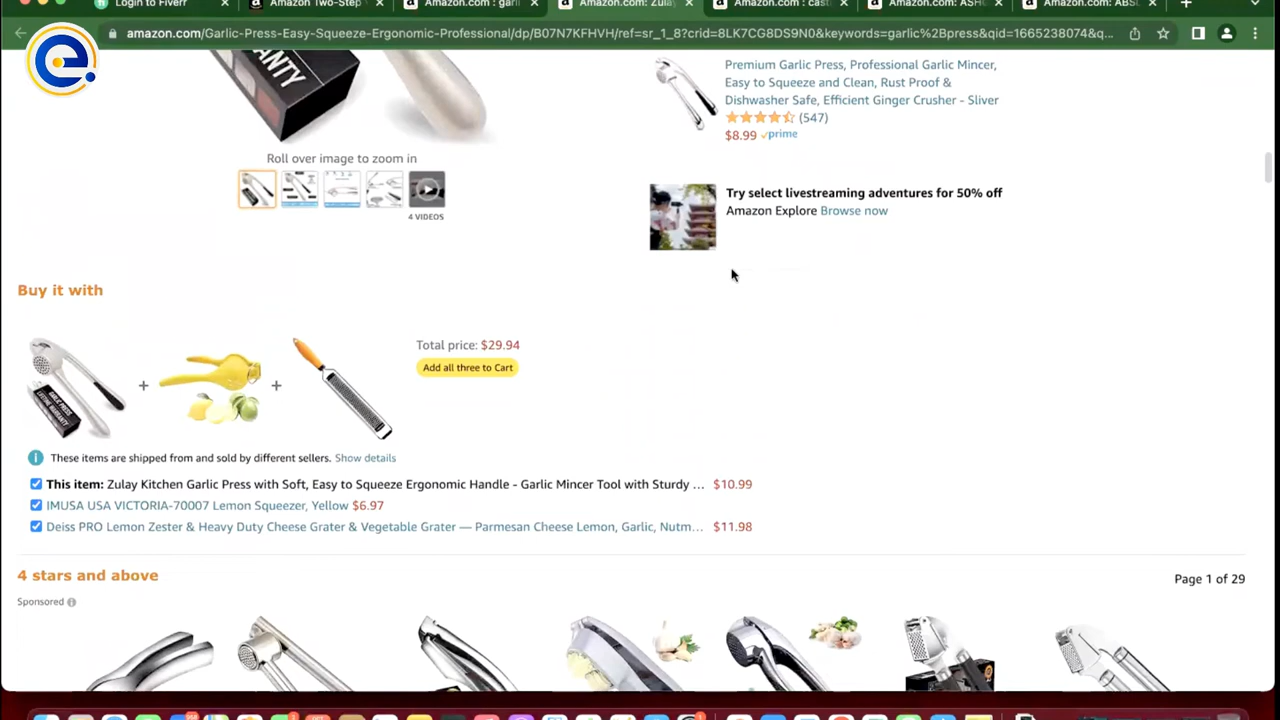 Login to Fiverr
Amazon Two-Step V
Amazon.com : garli
Amazon.com: Zulay
Amazon.com : cast
Amazon.com: ASH
Amazon.com: ABS
amazon.com/Garlic-Press-Easy-Squeeze-Ergonomic-Professional/dp/B07N7KFHVH/ref=sr_1_8?crid=8LK7CG8DS9N0&keywords=garlic%2Bpress&qid=1665238074&q...
e
ANTY
Premium Garlic Press, Professional Garlic Mincer,
Easy to Squeeze and Clean, Rust Proof &
Dishwasher Safe, Efficient Ginger Crusher - Sliver
(547)
$8.99 prime
Roll over image to zoom in
4 VIDEOS
Try select livestreaming adventures for 50% off
Amazon Explore Browse now
Buy it with
Total price: $29.94
Add all three to Cart
+
+
GARLIC PRESS
LIFETIME WARRANTY
i These items are shipped from and sold by different sellers. Show details
This item: Zulay Kitchen Garlic Press with Soft, Easy to Squeeze Ergonomic Handle - Garlic Mincer Tool with Sturdy ... $10.99
IMUSA USA VICTORIA-70007 Lemon Squeezer, Yellow $6.97
Deiss PRO Lemon Zester & Heavy Duty Cheese Grater & Vegetable Grater — Parmesan Cheese Lemon, Garlic, Nutm... $11.98
4 stars and above
Page 1 of 29
Sponsored i